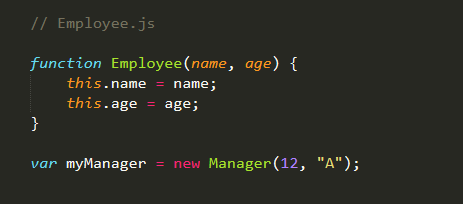 // Employee.js
function Employee(name, age) {
    this.name = name;
    this.age = age;
}
var myManager = new Manager(12, "A");